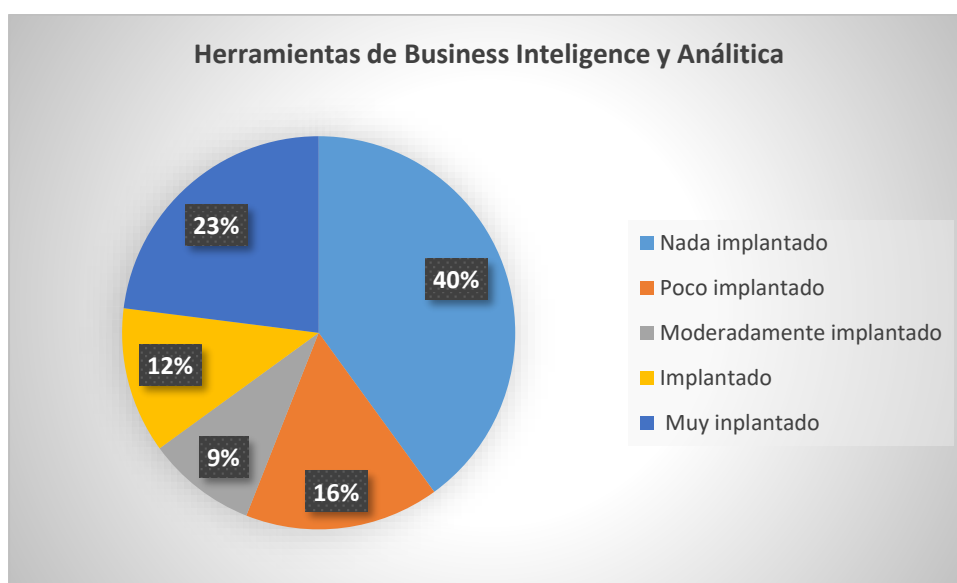 Herramientas de Business Inteligence y Análitica
23%
40%
12%
9%
16%
Nada implantado
Poco implantado
Moderadamente implantado
Implantado
Muy inplantado